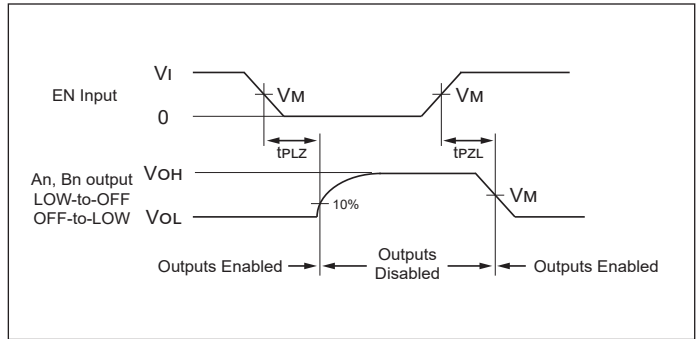 VI
EN Input
VM
VM
0
tPLZ
tPZL
An, Bn output
LOW-to-OFF
OFF-to-LOW
VOH
VOL
10%
VM
Outputs Enabled
Outputs
Disabled
Outputs Enabled